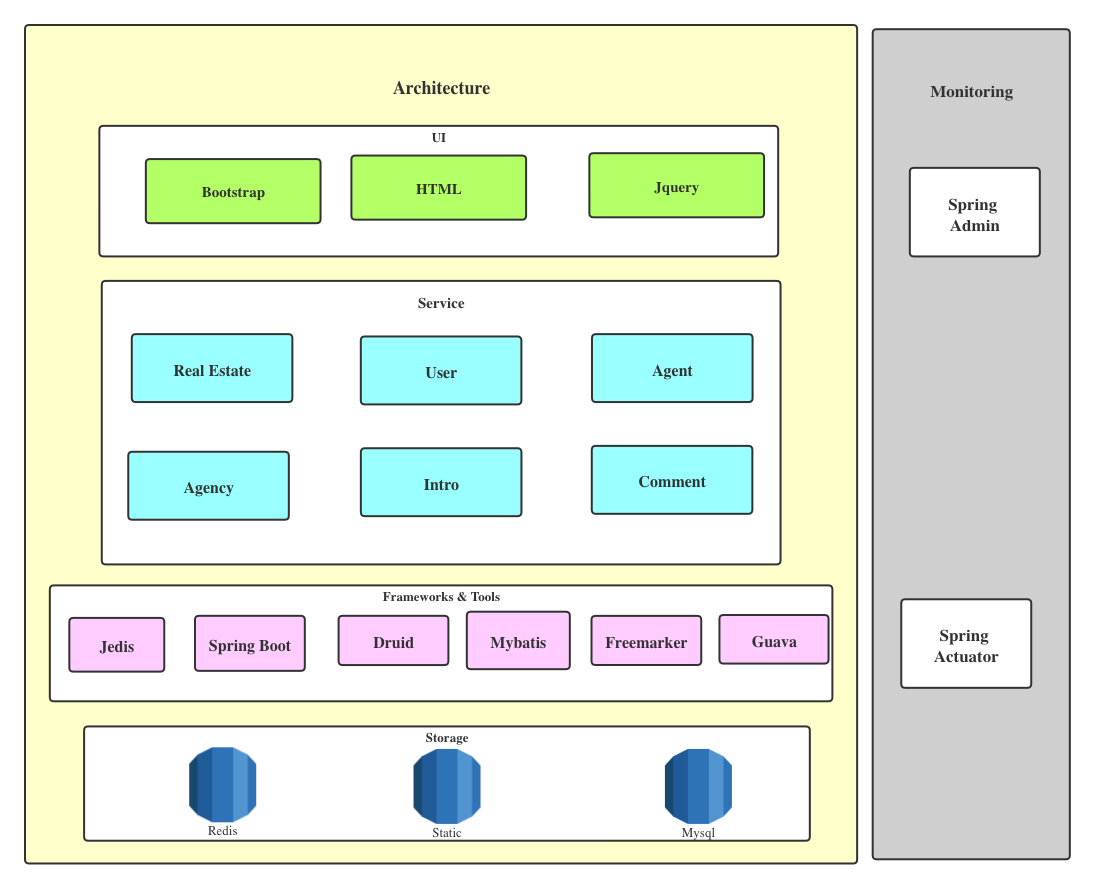 Architecture
UI
Bootstrap
HTML
Jquery
Service
Real Estate
User
Agent
Agency
Intro
Comment
Frameworks & Tools
Jedis
Spring Boot
Druid
Mybatis
Freemarker
Guava
Storage
Redis
Static
Mysql
Monitoring
Spring
Admin
Spring
Actuator